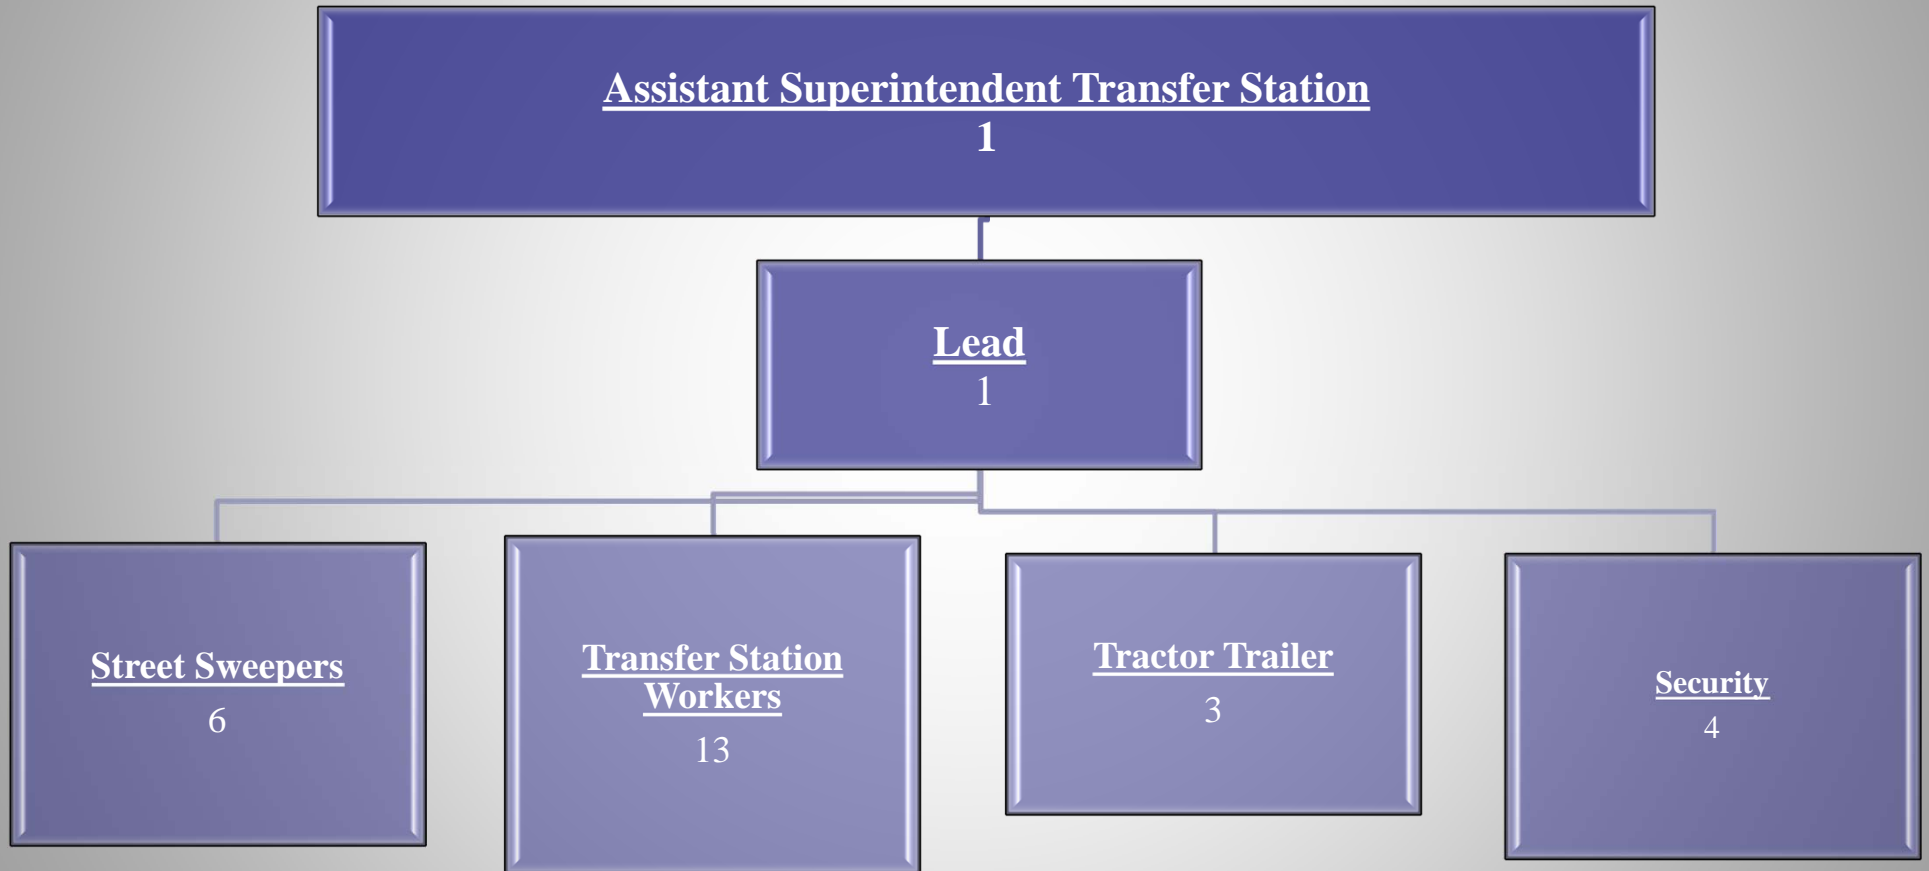 Assistant Superintendent Transfer Station
1
Lead
1
Street Sweepers
6
Transfer Station
Workers
13
Tractor Trailer
3
Security
4